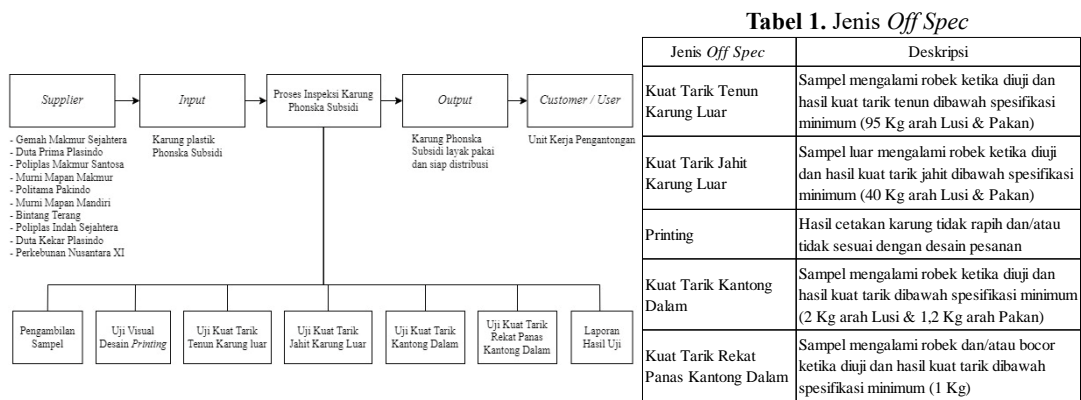 Supplier
Input
Proses Inspeksi Karung
Phonska Subsidi
Output
Customer / User
- Gemah Makmur Sejahtera
- Duta Prima Plasindo
- Poliplas Makmur Santosa
- Murni Mapan Makmur
- Politama Pakindo
- Murni Mapan Mandiri
- Bintang Terang
- Poliplas Indah Sejahtera
- Duta Kekar Plasindo
- Perkebunan Nusantara XI
Karung plastik
Phonska Subsidi
Karung Phonska
Subsidi layak pakai
dan siap distribusi
Unit Kerja Pengantongan
Pengambilan
Sampel
Uji Visual
Desain Printing
Uji Kuat Tarik
Tenun Karung luar
Uji Kuat Tarik
Jahit Karung Luar
Uji Kuat Tarik
Kantong Dalam
Uji Kuat Tarik
Rekat Panas
Kantong Dalam
Laporan
Hasil Uji
Tabel 1. Jenis Off Spec
Jenis Off Spec
Deskripsi
Kuat Tarik Tenun
Karung Luar
Sampel mengalami robek ketika diuji dan
hasil kuat tarik tenun dibawah spesifikasi
minimum (95 Kg arah Lusi & Pakan)
Kuat Tarik Jahit
Karung Luar
Sampel luar mengalami robek ketika diuji
dan hasil kuat tarik jahit dibawah spesifikasi
minimum (40 Kg arah Lusi & Pakan)
Printing
Hasil cetakan karung tidak rapih dan/atau
tidak sesuai dengan desain pesanan
Kuat Tarik Kantong
Dalam
Sampel mengalami robek ketika diuji dan
hasil kuat tarik dibawah spesifikasi minimum
(2 Kg arah Lusi & 1,2 Kg arah Pakan)
Kuat Tarik Rekat
Panas Kantong Dalam
Sampel mengalami robek dan/atau bocor
ketika diuji dan hasil kuat tarik dibawah
spesifikasi minimum (1 Kg)